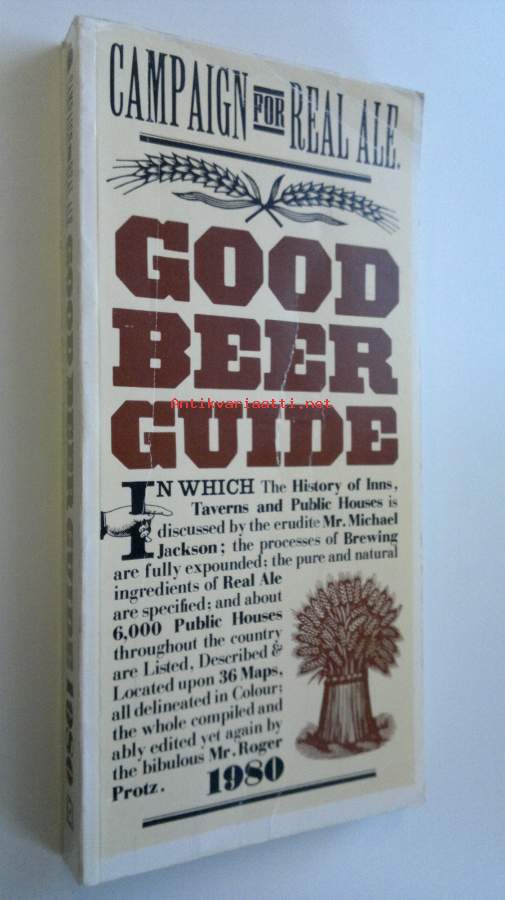 CAMPAIGN FOR REAL ALE.
GOOD
BEER
GUIDE
Antikvariaatti.net
IN WHICH The History of Inns,
Taverns and Public Houses is
discussed by the erudite Mr. Michael
Jackson; the processes of Brewing
are fully expounded; the pure and natural
ingredients of Real Ale
are specified; and about
6,000 Public Houses
throughout the country
are Listed, Described &
Located upon 36 Maps,
all delineated in Colour;
the whole compiled and
ably edited yet again by
the bibulous Mr. Roger
Protz. 1980
GOOD BEER GUIDE 1980